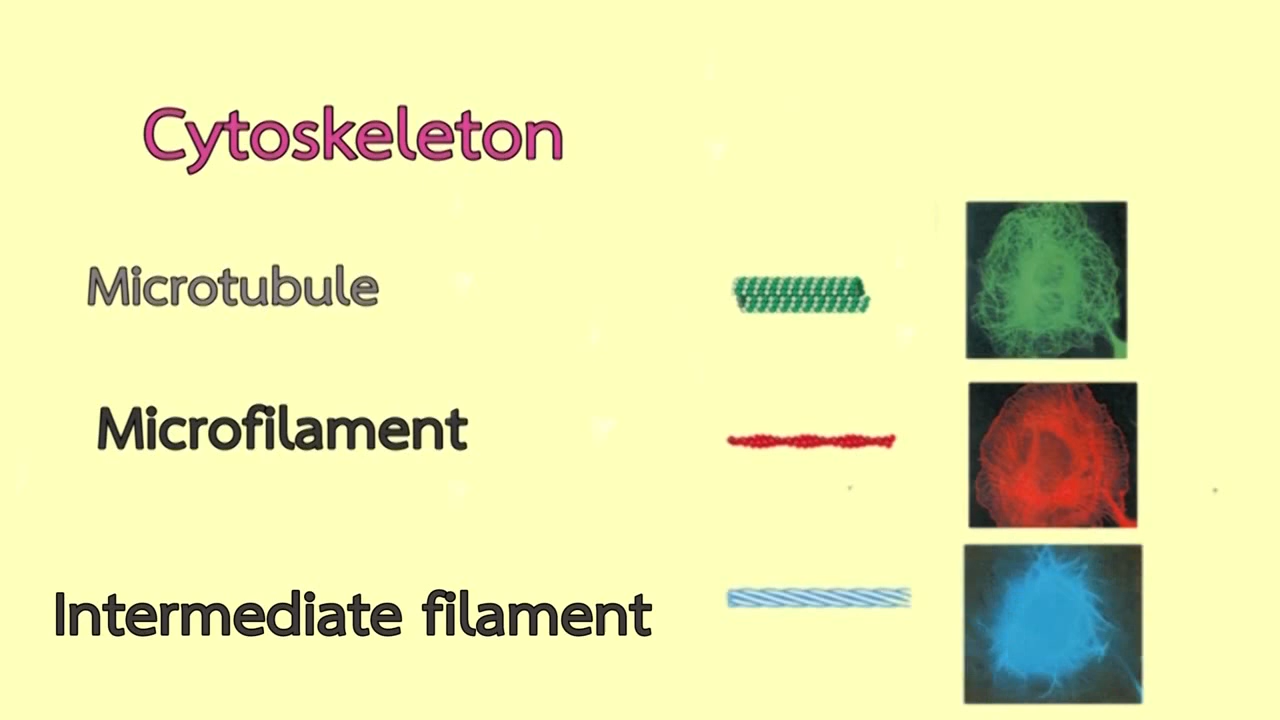 Cytoskeleton
Microtubule
Microfilament
Intermediate filament